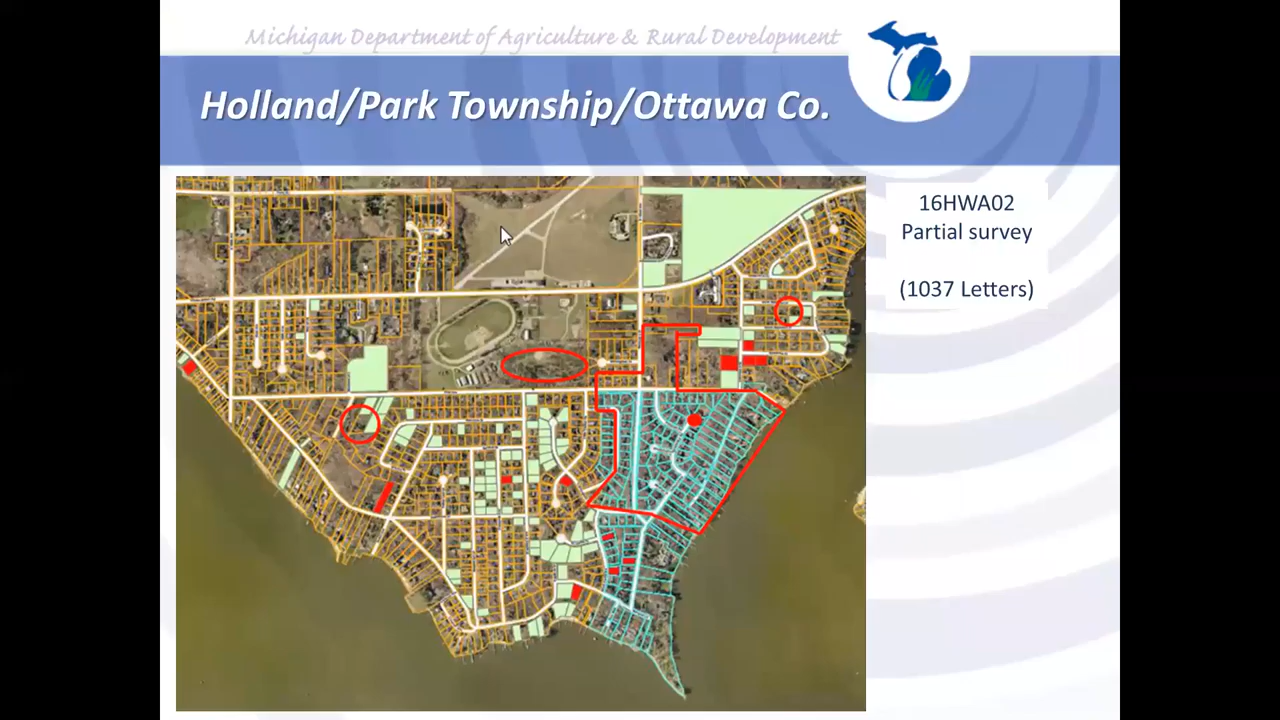 Michigan Department of Agriculture & Rural Development
Holland/Park Township/Ottawa Co.
16HWA02
Partial survey
(1037 Letters)